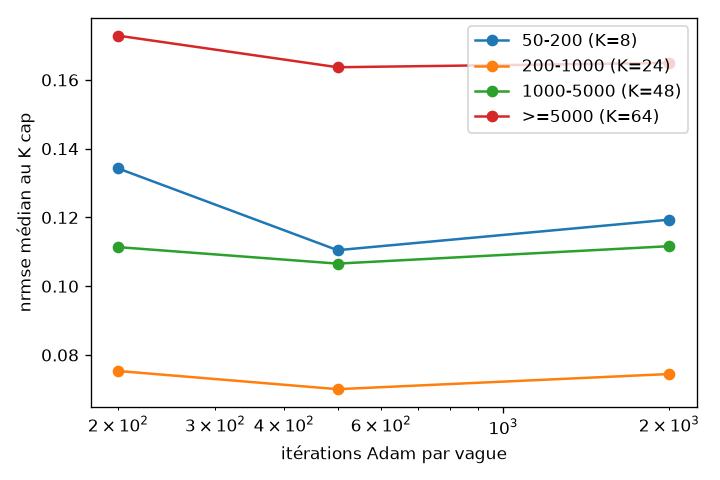 50-200 (K=8)
200-1000 (K=24)
1000-5000 (K=48)
>=5000 (K=64)
nrmse médian au K cap
0.16
0.14
0.12
0.10
0.08
2 × 10² 3 × 10² 4 × 10² 6 × 10² 10³ 2 × 10³
itérations Adam par vague